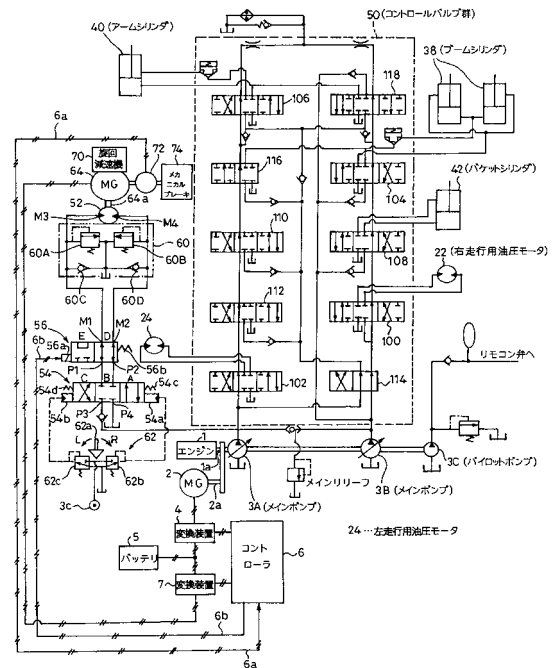 40 (アームシリンダ)
50 (コントロールバルブ群)
38 (ブームシリンダ)
118
106
6a
旋回減速機
70
72
74
64
MG
メカニカルブレーキ
64a
52
M3
M4
116
104
42 (バケットシリンダ)
60
60A
60B
110
108
22 (右走行用油圧モータ)
60C
60D
112
100
M1
M2
24
56
E
D
56a
6b
P1
P2
56b
リモコン弁へ
54
C
B
A
54c
54d
102
114
54b
P3
P4
54a
62a
L
R
62
62c
62b
エンジン
1
1a
3C (パイロットポンプ)
2
MG
3B (メインポンプ)
3c
2a
3A (メインポンプ)
メインリリーフ
4
変換装置
5
バッテリ
コントローラ
6
24…左走行用油圧モータ
7
変換装置
6b
6a